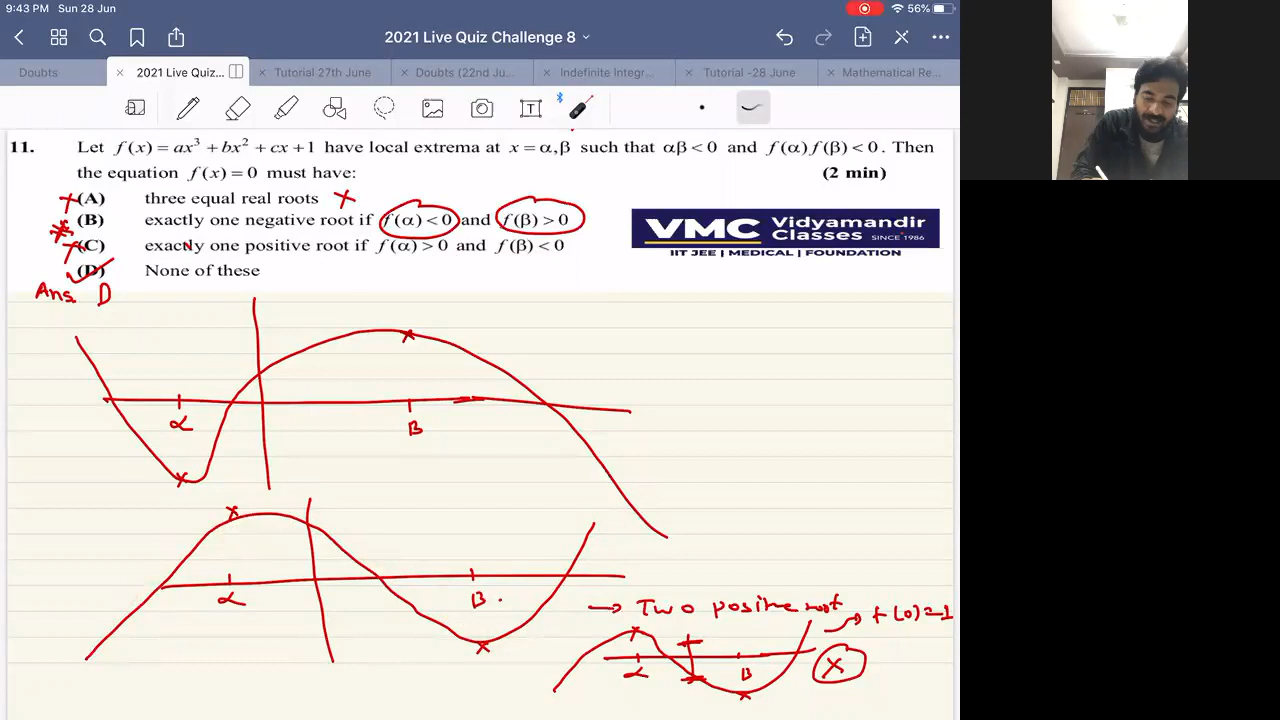 9:43 PM Sun 28 Jun
56%
2021 Live Quiz Challenge 8
Doubts
2021 Live Quiz...
Tutorial 27th June
Doubts (22nd Ju...
Indefinite Integr...
Tutorial -28 June
Mathematical Re...
11. Let f(x) = ax³ + bx² + cx + 1 have local extrema at x = α, β such that αβ < 0 and f(α) f(β) < 0. Then
the equation f(x) = 0 must have: (2 min)
(A) three equal real roots
(B) exactly one negative root if f(α) < 0 and f(β) > 0
(C) exactly one positive root if f(α) > 0 and f(β) < 0
(D) None of these
VMC Vidyamandir Classes SINCE 1986
IIT JEE | MEDICAL | FOUNDATION
Ans. D
α
β
α
β
→ Two positive root
f(0)=1
α
β